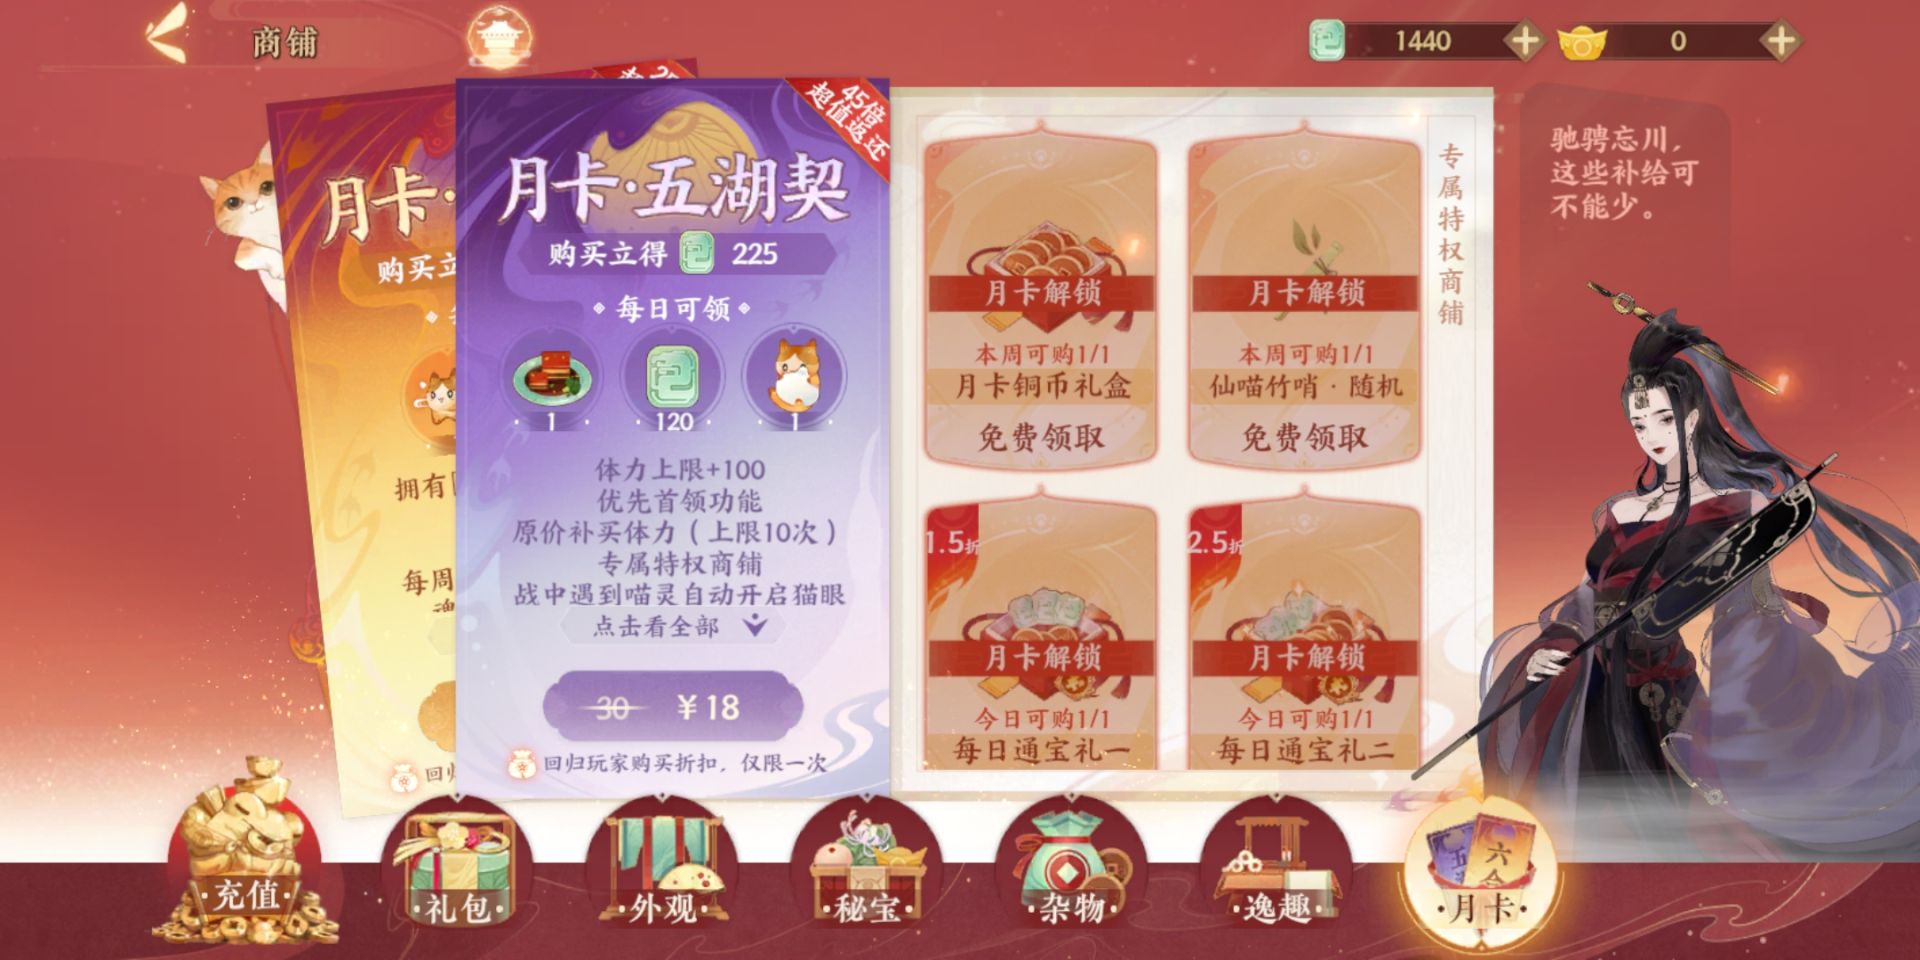 商铺
1440
0
月卡·
购买立
拥有
每周
回归
45倍
超值返还
月卡·五湖契
购买立得 225
每日可领
1
120
1
体力上限+100
优先首领功能
原价补买体力（上限10次）
专属特权商铺
战中遇到喵灵自动开启猫眼
点击看全部
30 ¥18
回归玩家购买折扣，仅限一次
月卡解锁
本周可购1/1
月卡铜币礼盒
免费领取
月卡解锁
本周可购1/1
仙喵竹哨·随机
免费领取
1.5折
月卡解锁
今日可购1/1
每日通宝礼一
2.5折
月卡解锁
今日可购1/1
每日通宝礼二
专属特权商铺
驰骋忘川，
这些补给可
不能少。
·充值·
·礼包·
·外观·
·秘宝·
·杂物·
·逸趣·
·月卡·